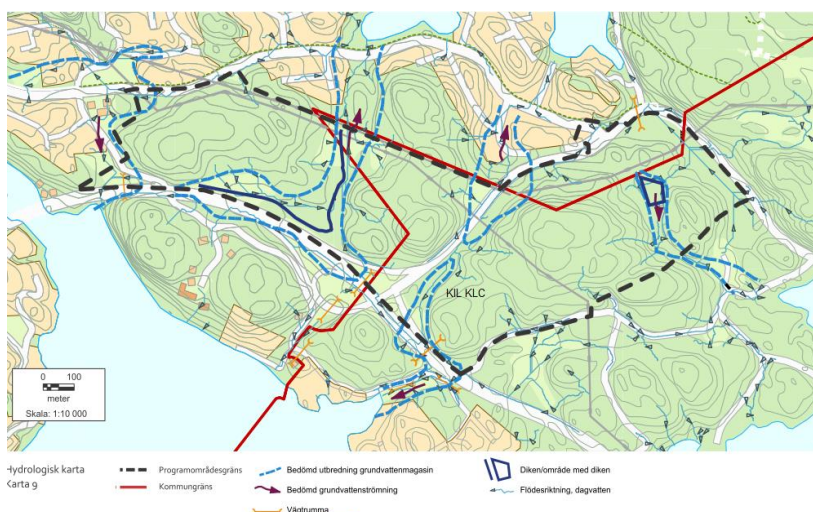 KIL KLC
0 100
meter
Skala: 1:10 000
Hydrologisk karta
Karta 9
Programområdesgräns
Kommungräns
Bedömd utbredning grundvattenmagasin
Bedömd grundvattenströmning
Vägtrumma
Diken/område med diken
Flödesriktning, dagvatten